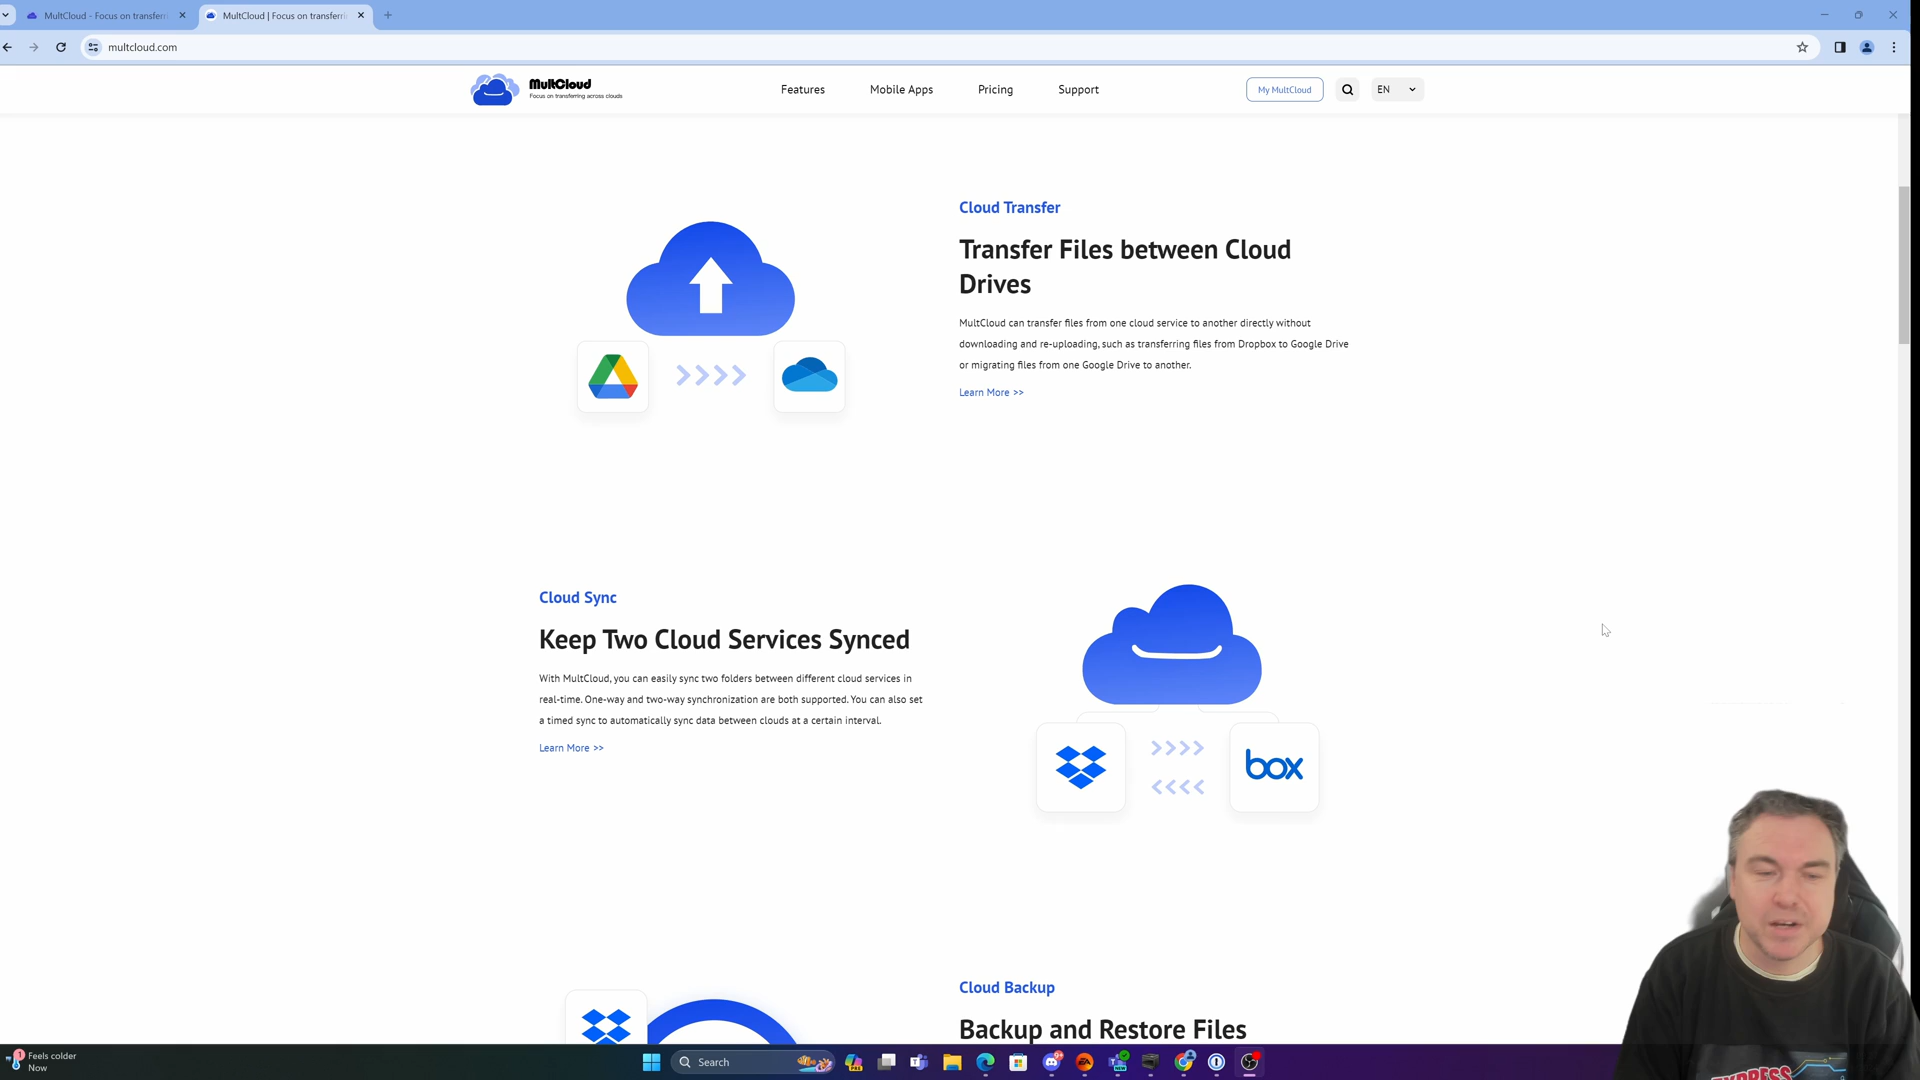 MultCloud - Focus on transferri
MultCloud | Focus on transferri
multcloud.com
MultCloud
Focus on transferring across clouds
Features
Mobile Apps
Pricing
Support
My MultCloud
EN
Cloud Transfer
Transfer Files between Cloud
Drives
MultCloud can transfer files from one cloud service to another directly without
downloading and re-uploading, such as transferring files from Dropbox to Google Drive
or migrating files from one Google Drive to another.
Learn More >>
Cloud Sync
Keep Two Cloud Services Synced
With MultCloud, you can easily sync two folders between different cloud services in
real-time. One-way and two-way synchronization are both supported. You can also set
a timed sync to automatically sync data between clouds at a certain interval.
Learn More >>
box
Cloud Backup
Backup and Restore Files
1
Feels colder
Now
Search
EXPRESS